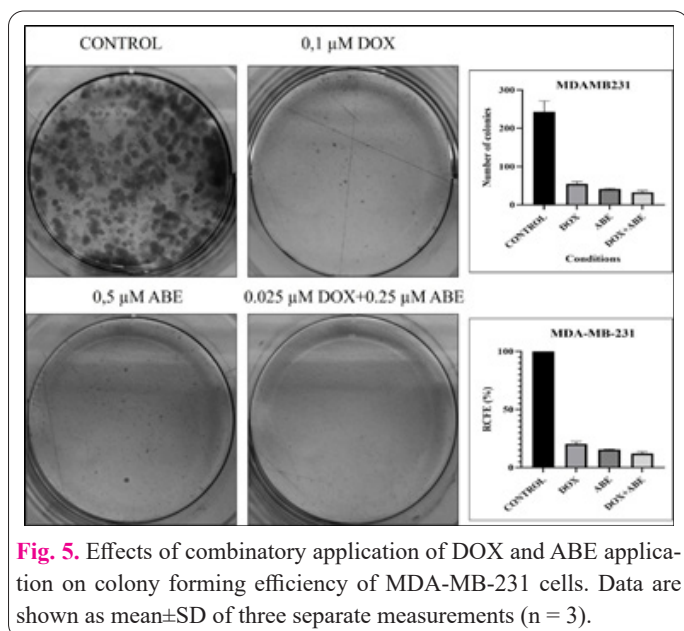 CONTROL
0,1 µM DOX
0,5 µM ABE
0.025 µM DOX+0.25 µM ABE
MDAMB231
Number of colonies
300
200
100
0
CONTROL
DOX
ABE
DOX+ABE
Conditions
MDA-MB-231
RCFE (%)
100
50
0
CONTROL
DOX
ABE
DOX+ABE
Fig. 5. Effects of combinatory application of DOX and ABE applica-
tion on colony forming efficiency of MDA-MB-231 cells. Data are
shown as mean±SD of three separate measurements (n = 3).